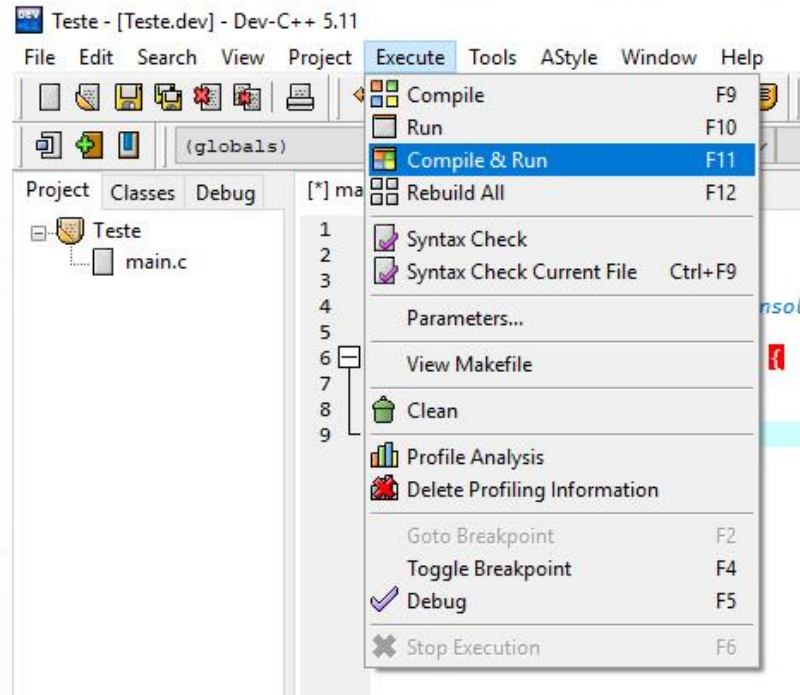 Teste - [Teste.dev] - Dev-C++ 5.11
File Edit Search View Project Execute Tools AStyle Window Help
(globals)
Project Classes Debug
[*] ma
Teste
main.c
1
2
3
4
5
6
7
8
9
{
Compile F9
Run F10
Compile & Run F11
Rebuild All F12
Syntax Check
Syntax Check Current File Ctrl+F9
Parameters...
View Makefile
Clean
Profile Analysis
Delete Profiling Information
Goto Breakpoint F2
Toggle Breakpoint F4
Debug F5
Stop Execution F6